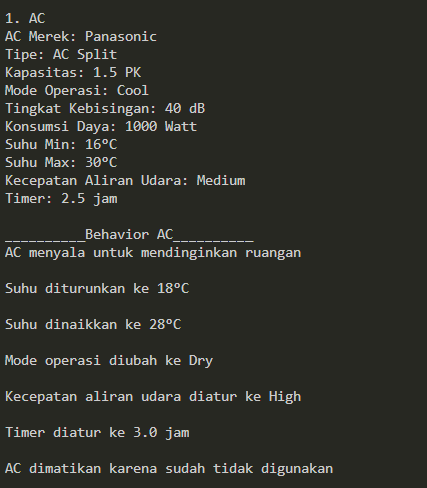 1. AC
AC Merek: Panasonic
Tipe: AC Split
Kapasitas: 1.5 PK
Mode Operasi: Cool
Tingkat Kebisingan: 40 dB
Konsumsi Daya: 1000 Watt
Suhu Min: 16°C
Suhu Max: 30°C
Kecepatan Aliran Udara: Medium
Timer: 2.5 jam
__________Behavior AC__________
AC menyala untuk mendinginkan ruangan
Suhu diturunkan ke 18°C
Suhu dinaikkan ke 28°C
Mode operasi diubah ke Dry
Kecepatan aliran udara diatur ke High
Timer diatur ke 3.0 jam
AC dimatikan karena sudah tidak digunakan